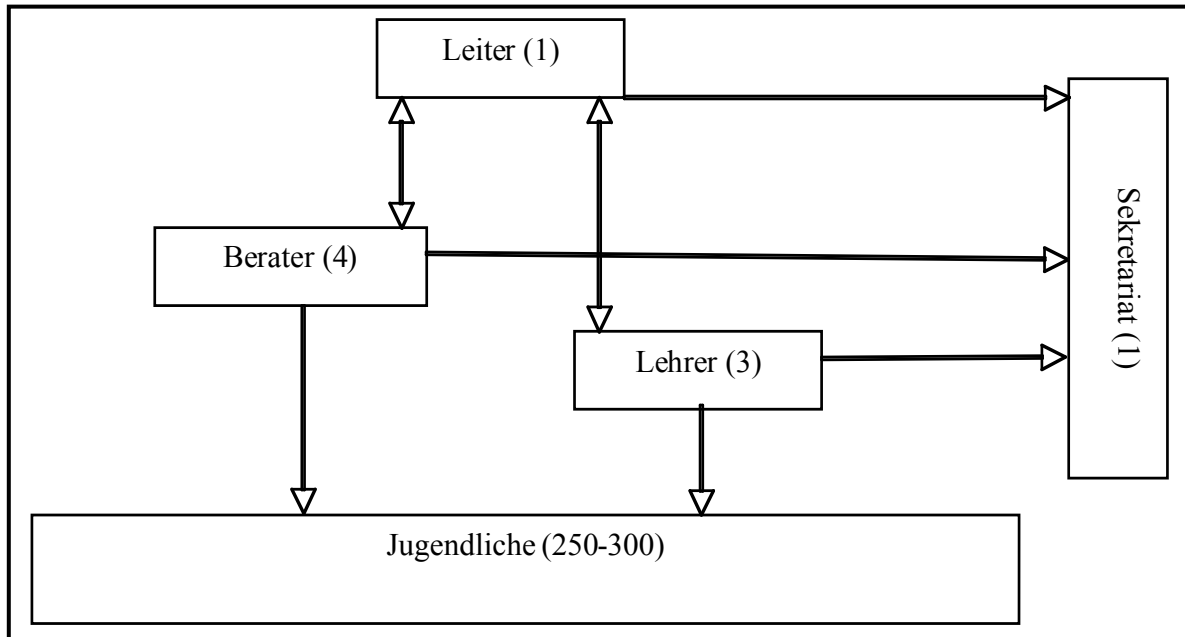 Leiter (1)
Sekretariat (1)
Berater (4)
Lehrer (3)
Jugendliche (250-300)